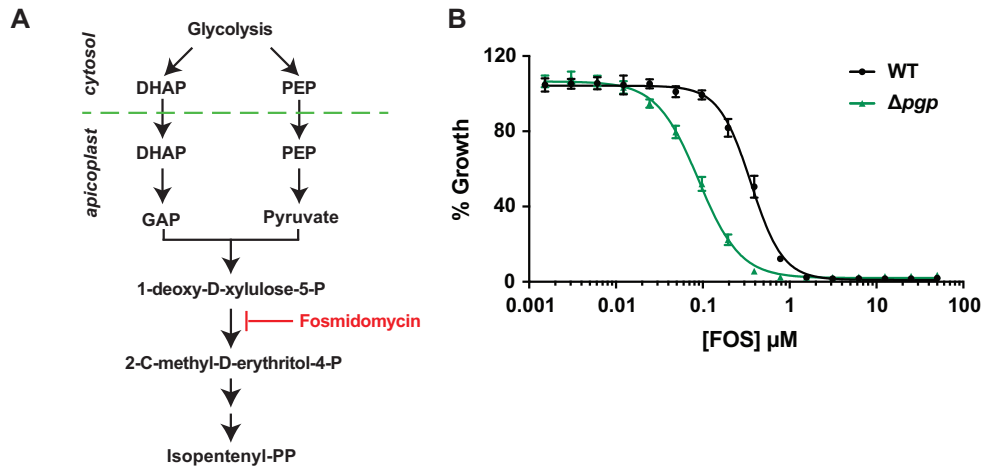 A
Glycolysis
cytosol
DHAP
PEP
apicoplast
DHAP
PEP
GAP
Pyruvate
1-deoxy-D-xylulose-5-P
Fosmidomycin
2-C-methyl-D-erythritol-4-P
Isopentenyl-PP
B
120
80
40
0
% Growth
0.001
0.01
0.1
1
10
100
[FOS] µM
WT
Δpgp